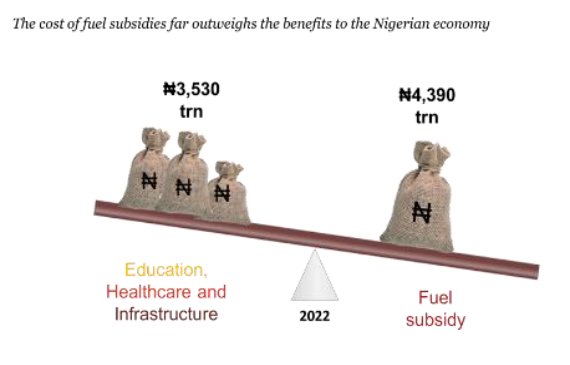 The cost of fuel subsidies far outweighs the benefits to the Nigerian economy
₦3,530
trn
₦4,390
trn
₦
₦
₦
₦
Education,
Healthcare and
Infrastructure
2022
Fuel
subsidy